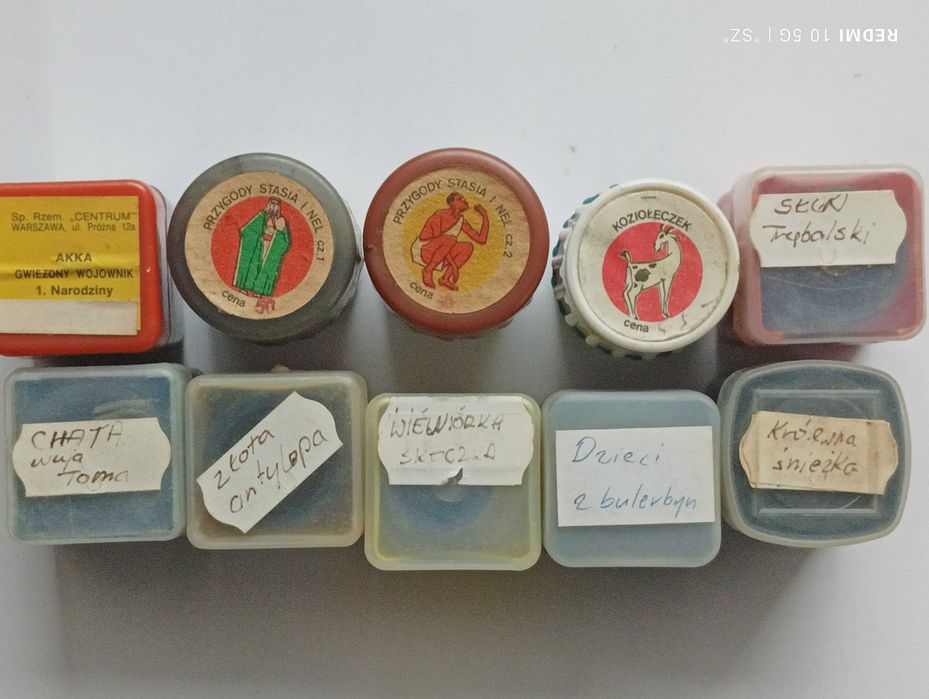 REDMI 10 5G | "SZ"
Sp. Rzem. „CENTRUM"
WARSZAWA, ul. Próżna 12a
AKKA
GWIEZDNY WOJOWNIK
1. Narodziny
PRZYGODY STASIA I NEL cz.1
cena 50
PRZYGODY STASIA I NEL cz.2
cena
KOZIOŁECZEK
cena
SŁUŃ
Trąbalski
CHATA
wuja
Toma
złota
antylopa
WIEWIÓRKA
Dzieci
z bulerbyn
Królewna
śnieżka